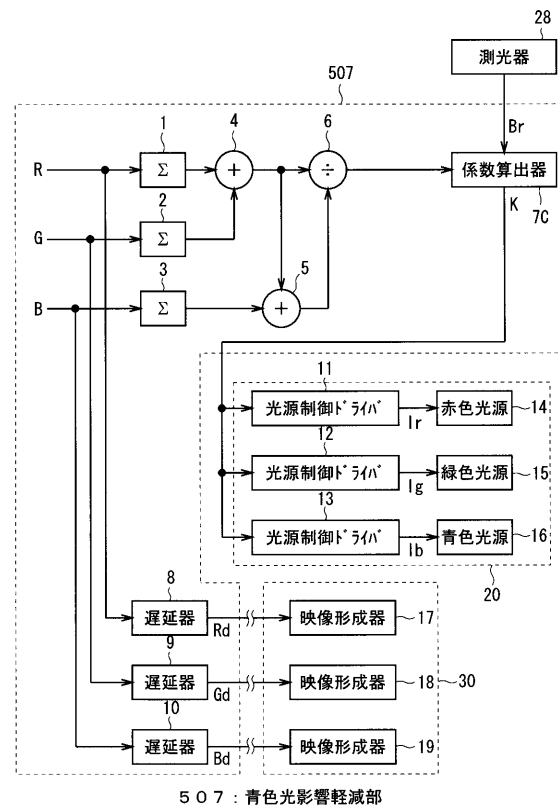 28
測光器
507
Br
1
4
6
R
Σ
+
÷
係数算出器
2
K
7C
G
Σ
3
5
B
Σ
+
11
光源制御ドライバ
Ir
赤色光源
14
12
光源制御ドライバ
Ig
緑色光源
15
13
光源制御ドライバ
Ib
青色光源
16
20
8
遅延器
Rd
映像形成器
17
9
遅延器
Gd
映像形成器
18
30
10
遅延器
Bd
映像形成器
19
507：青色光影響軽減部